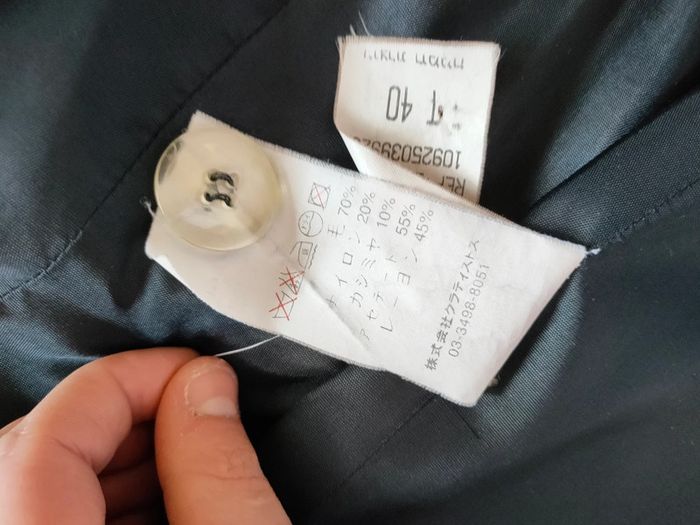 毛 70%
ナイロン 20%
カシミヤ 10%
アセテート 55%
レーヨン 45%
株式会社クラティストス
03-3498-8051
T 40